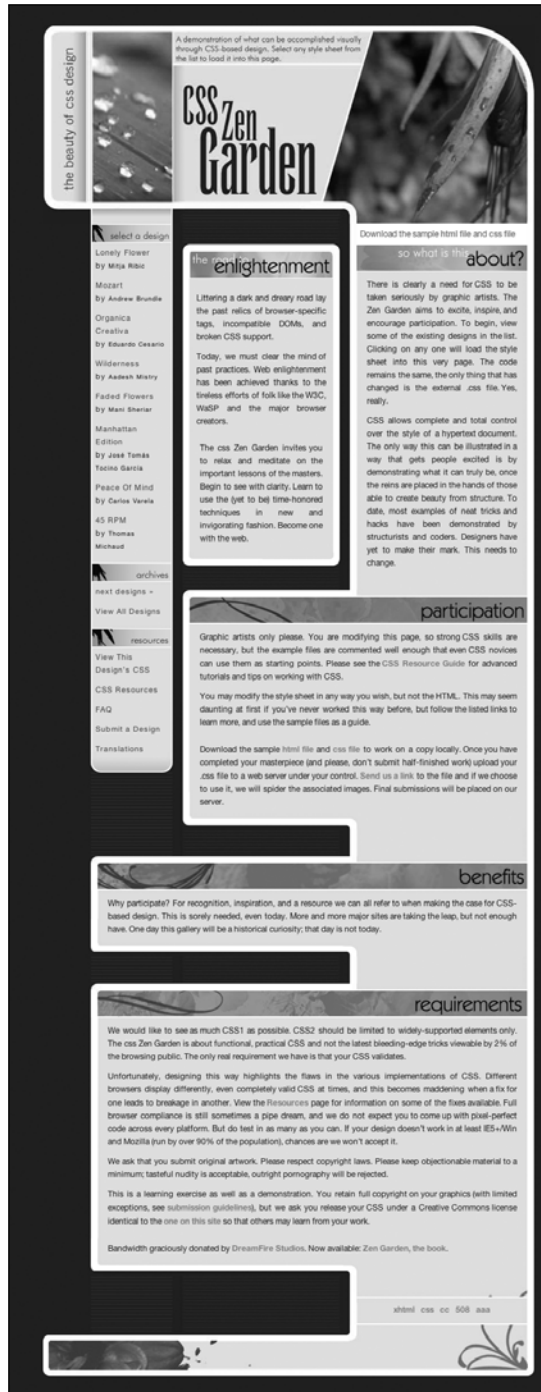 the beauty of css design
A demonstration of what can be accomplished visually
through CSS-based design. Select any style sheet from
the list to load it into this page.
CSS
Zen
Garden
Download the sample html file and css file
select a design
Lonely Flower
by Mitja Ribic
Mozart
by Andrew Brundle
Organica
Creativa
by Eduardo Cesario
Wilderness
by Aadesh Mistry
Faded Flowers
by Mani Sheriar
Manhattan
Edition
by José Tomás
Tocino García
Peace Of Mind
by Carlos Varela
45 RPM
by Thomas
Michaud
archives
next designs »
View All Designs
resources
View This
Design's CSS
CSS Resources
FAQ
Submit a Design
Translations
the road to
enlightenment
Littering a dark and dreary road lay
the past relics of browser-specific
tags, incompatible DOMs, and
broken CSS support.
Today, we must clear the mind of
past practices. Web enlightenment
has been achieved thanks to the
tireless efforts of folk like the W3C,
WaSP and the major browser
creators.
The css Zen Garden invites you
to relax and meditate on the
important lessons of the masters.
Begin to see with clarity. Learn to
use the (yet to be) time-honored
techniques in new and
invigorating fashion. Become one
with the web.
so what is this
about?
There is clearly a need for CSS to be
taken seriously by graphic artists. The
Zen Garden aims to excite, inspire, and
encourage participation. To begin, view
some of the existing designs in the list.
Clicking on any one will load the style
sheet into this very page. The code
remains the same, the only thing that has
changed is the external .css file. Yes,
really.
CSS allows complete and total control
over the style of a hypertext document.
The only way this can be illustrated in a
way that gets people excited is by
demonstrating what it can truly be, once
the reins are placed in the hands of those
able to create beauty from structure. To
date, most examples of neat tricks and
hacks have been demonstrated by
structurists and coders. Designers have
yet to make their mark. This needs to
change.
participation
Graphic artists only please. You are modifying this page, so strong CSS skills are
necessary, but the example files are commented well enough that even CSS novices
can use them as starting points. Please see the CSS Resource Guide for advanced
tutorials and tips on working with CSS.
You may modify the style sheet in any way you wish, but not the HTML. This may seem
daunting at first if you've never worked this way before, but follow the listed links to
learn more, and use the sample files as a guide.
Download the sample html file and css file to work on a copy locally. Once you have
completed your masterpiece (and please, don't submit half-finished work) upload your
.css file to a web server under your control. Send us a link to the file and if we choose
to use it, we will spider the associated images. Final submissions will be placed on our
server.
benefits
Why participate? For recognition, inspiration, and a resource we can all refer to when making the case for CSS-
based design. This is sorely needed, even today. More and more major sites are taking the leap, but not enough
have. One day this gallery will be a historical curiosity; that day is not today.
requirements
We would like to see as much CSS1 as possible. CSS2 should be limited to widely-supported elements only.
The css Zen Garden is about functional, practical CSS and not the latest bleeding-edge tricks viewable by 2% of
the browsing public. The only real requirement we have is that your CSS validates.
Unfortunately, designing this way highlights the flaws in the various implementations of CSS. Different
browsers display differently, even completely valid CSS at times, and this becomes maddening when a fix for
one leads to breakage in another. View the Resources page for information on some of the fixes available. Full
browser compliance is still sometimes a pipe dream, and we do not expect you to come up with pixel-perfect
code across every platform. But do test in as many as you can. If your design doesn't work in at least IE5+/Win
and Mozilla (run by over 90% of the population), chances are we won't accept it.
We ask that you submit original artwork. Please respect copyright laws. Please keep objectionable material to a
minimum; tasteful nudity is acceptable, outright pornography will be rejected.
This is a learning exercise as well as a demonstration. You retain full copyright on your graphics (with limited
exceptions, see submission guidelines), but we ask you release your CSS under a Creative Commons license
identical to the one on this site so that others may learn from your work.
Bandwidth graciously donated by DreamFire Studios. Now available: Zen Garden, the book.
xhtml css cc 508 aaa